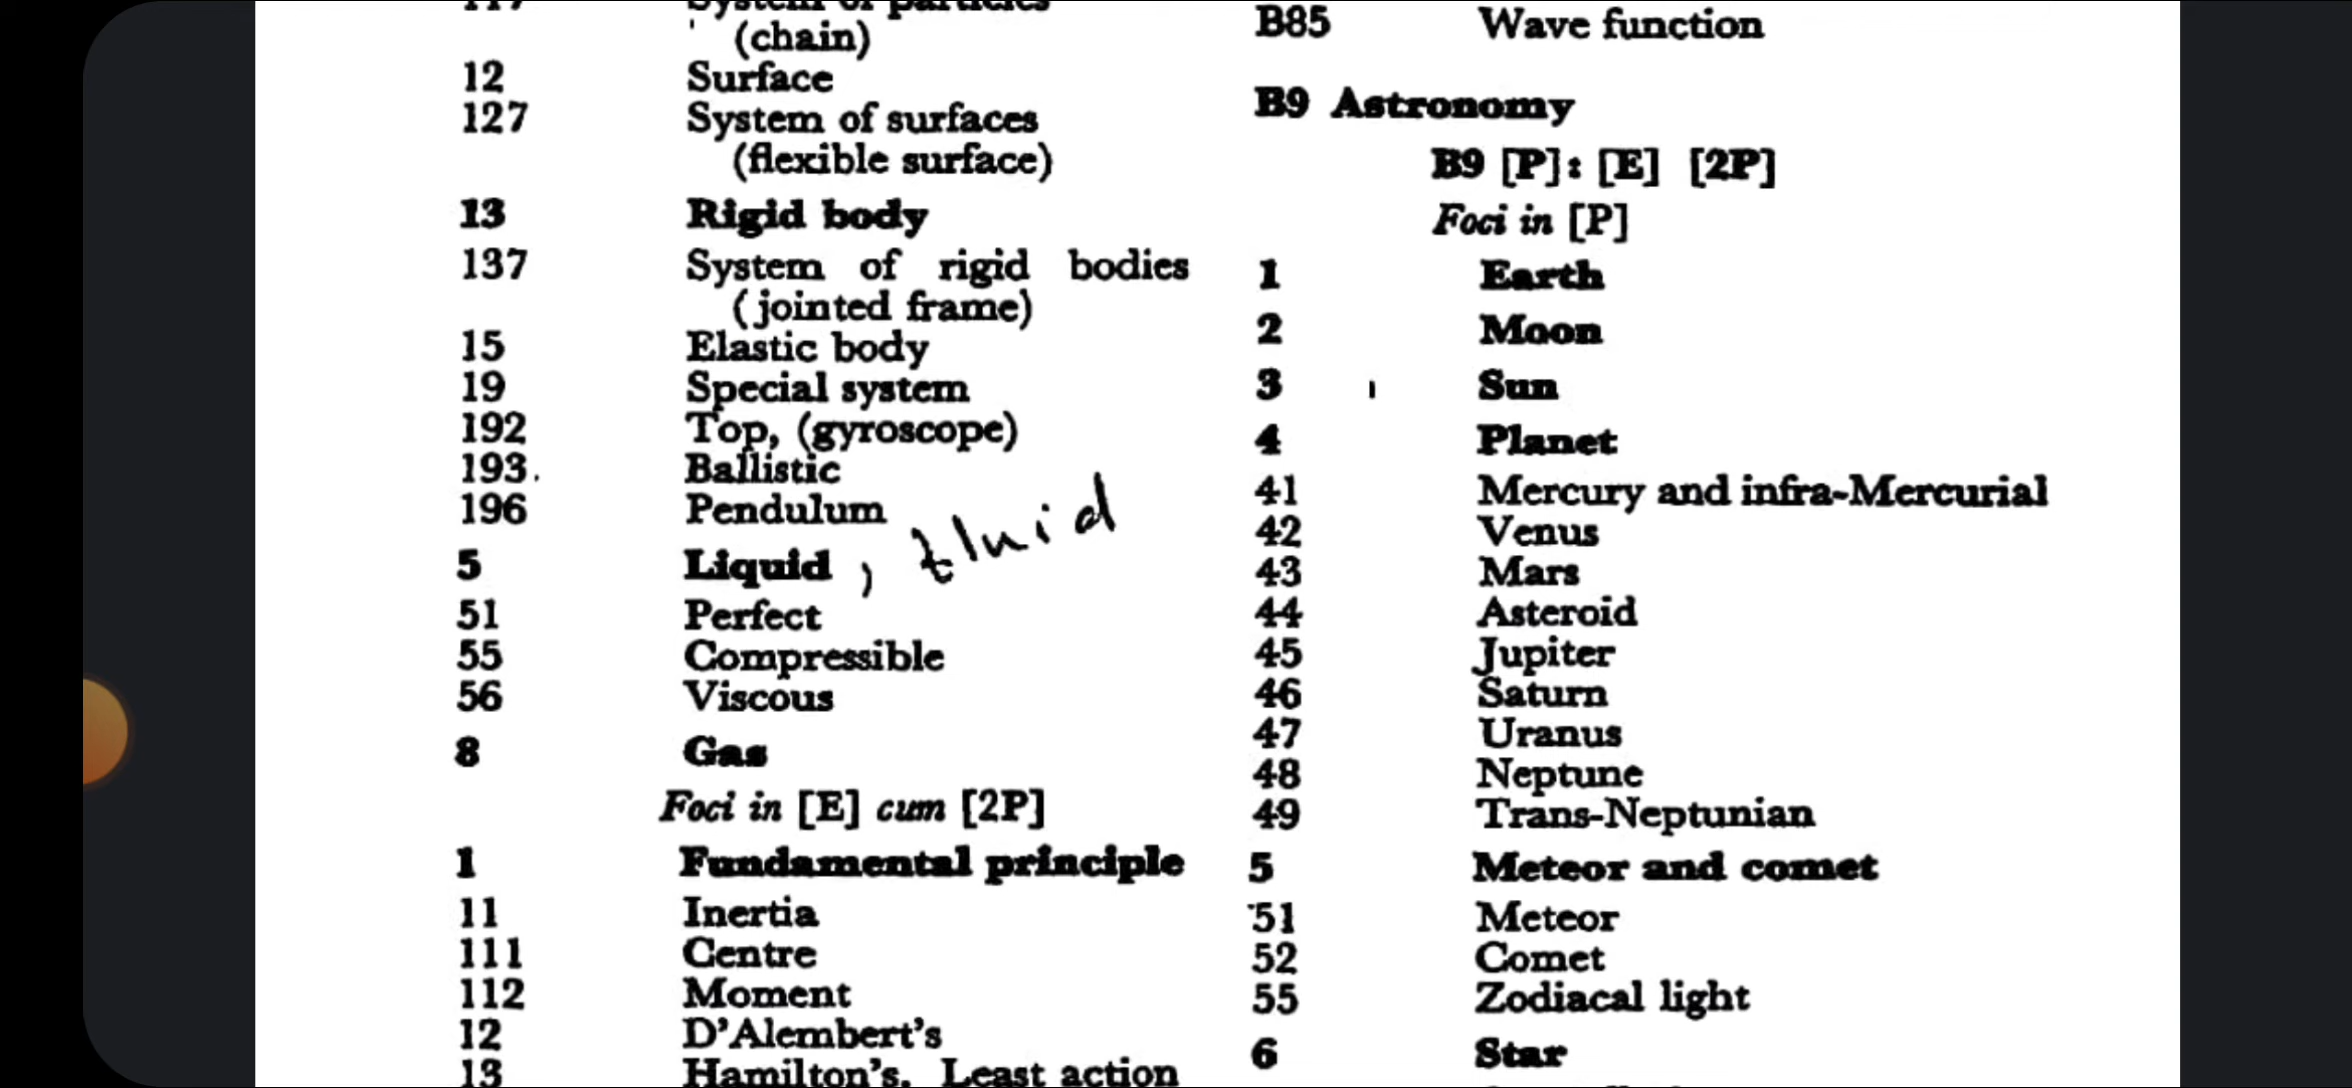 117 System of particles
(chain)
12 Surface
127 System of surfaces
(flexible surface)
13 Rigid body
137 System of rigid bodies
(jointed frame)
15 Elastic body
19 Special system
192 Top, (gyroscope)
193. Ballistic
196 Pendulum
5 Liquid, fluid
51 Perfect
55 Compressible
56 Viscous
8 Gas
Foci in [E] cum [2P]
1 Fundamental principle
11 Inertia
111 Centre
112 Moment
12 D'Alembert's
13 Hamilton's. Least action
B85 Wave function
B9 Astronomy
B9 [P]: [E] [2P]
Foci in [P]
1 Earth
2 Moon
3 Sun
4 Planet
41 Mercury and infra-Mercurial
42 Venus
43 Mars
44 Asteroid
45 Jupiter
46 Saturn
47 Uranus
48 Neptune
49 Trans-Neptunian
5 Meteor and comet
51 Meteor
52 Comet
55 Zodiacal light
6 Star